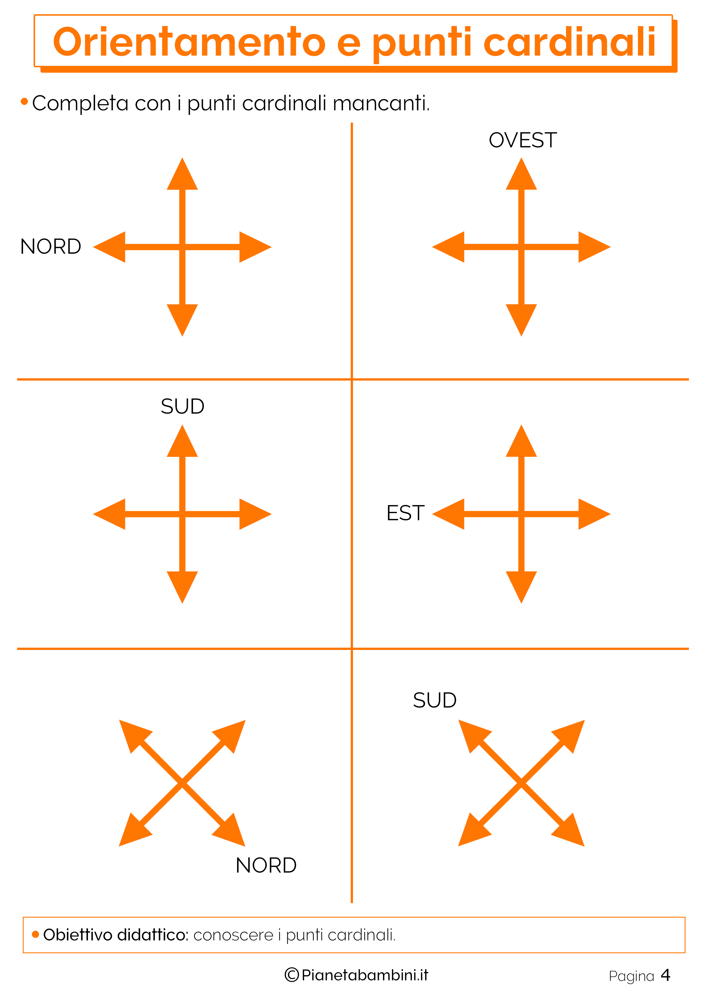 Orientamento e punti cardinali
• Completa con i punti cardinali mancanti.
OVEST
NORD
SUD
EST
SUD
NORD
• Obiettivo didattico: conoscere i punti cardinali.
©Pianetabambini.it
Pagina 4